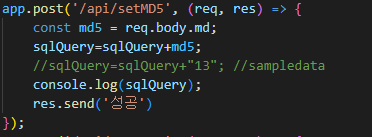 app.post('/api/setMD5', (req, res) => {
    const md5 = req.body.md;
    sqlQuery=sqlQuery+md5;
    //sqlQuery=sqlQuery+"13"; //sampledata
    console.log(sqlQuery);
    res.send('성공')
});